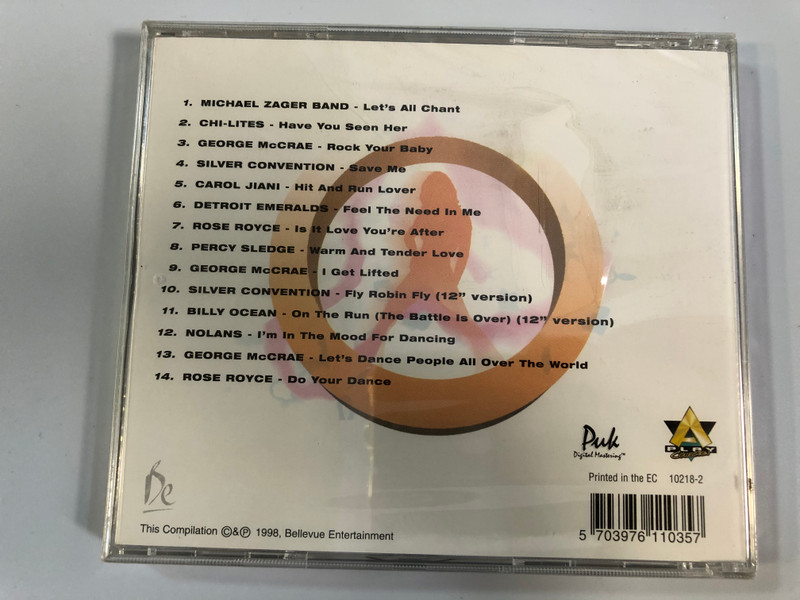 1. MICHAEL ZAGER BAND - Let's All Chant
2. CHI-LITES - Have You Seen Her
3. GEORGE McCRAE - Rock Your Baby
4. SILVER CONVENTION - Save Me
5. CAROL JIANI - Hit And Run Lover
6. DETROIT EMERALDS - Feel The Need In Me
7. ROSE ROYCE - Is It Love You're After
8. PERCY SLEDGE - Warm And Tender Love
9. GEORGE McCRAE - I Get Lifted
10. SILVER CONVENTION - Fly Robin Fly (12" version)
11. BILLY OCEAN - On The Run (The Battle Is Over) (12" version)
12. NOLANS - I'm In The Mood For Dancing
13. GEORGE McCRAE - Let's Dance People All Over The World
14. ROSE ROYCE - Do Your Dance
Puk
Digital Mastering™
A PLAY
Printed in the EC 10218-2
Be
This Compilation ©&℗ 1998, Bellevue Entertainment
5 703976 110357